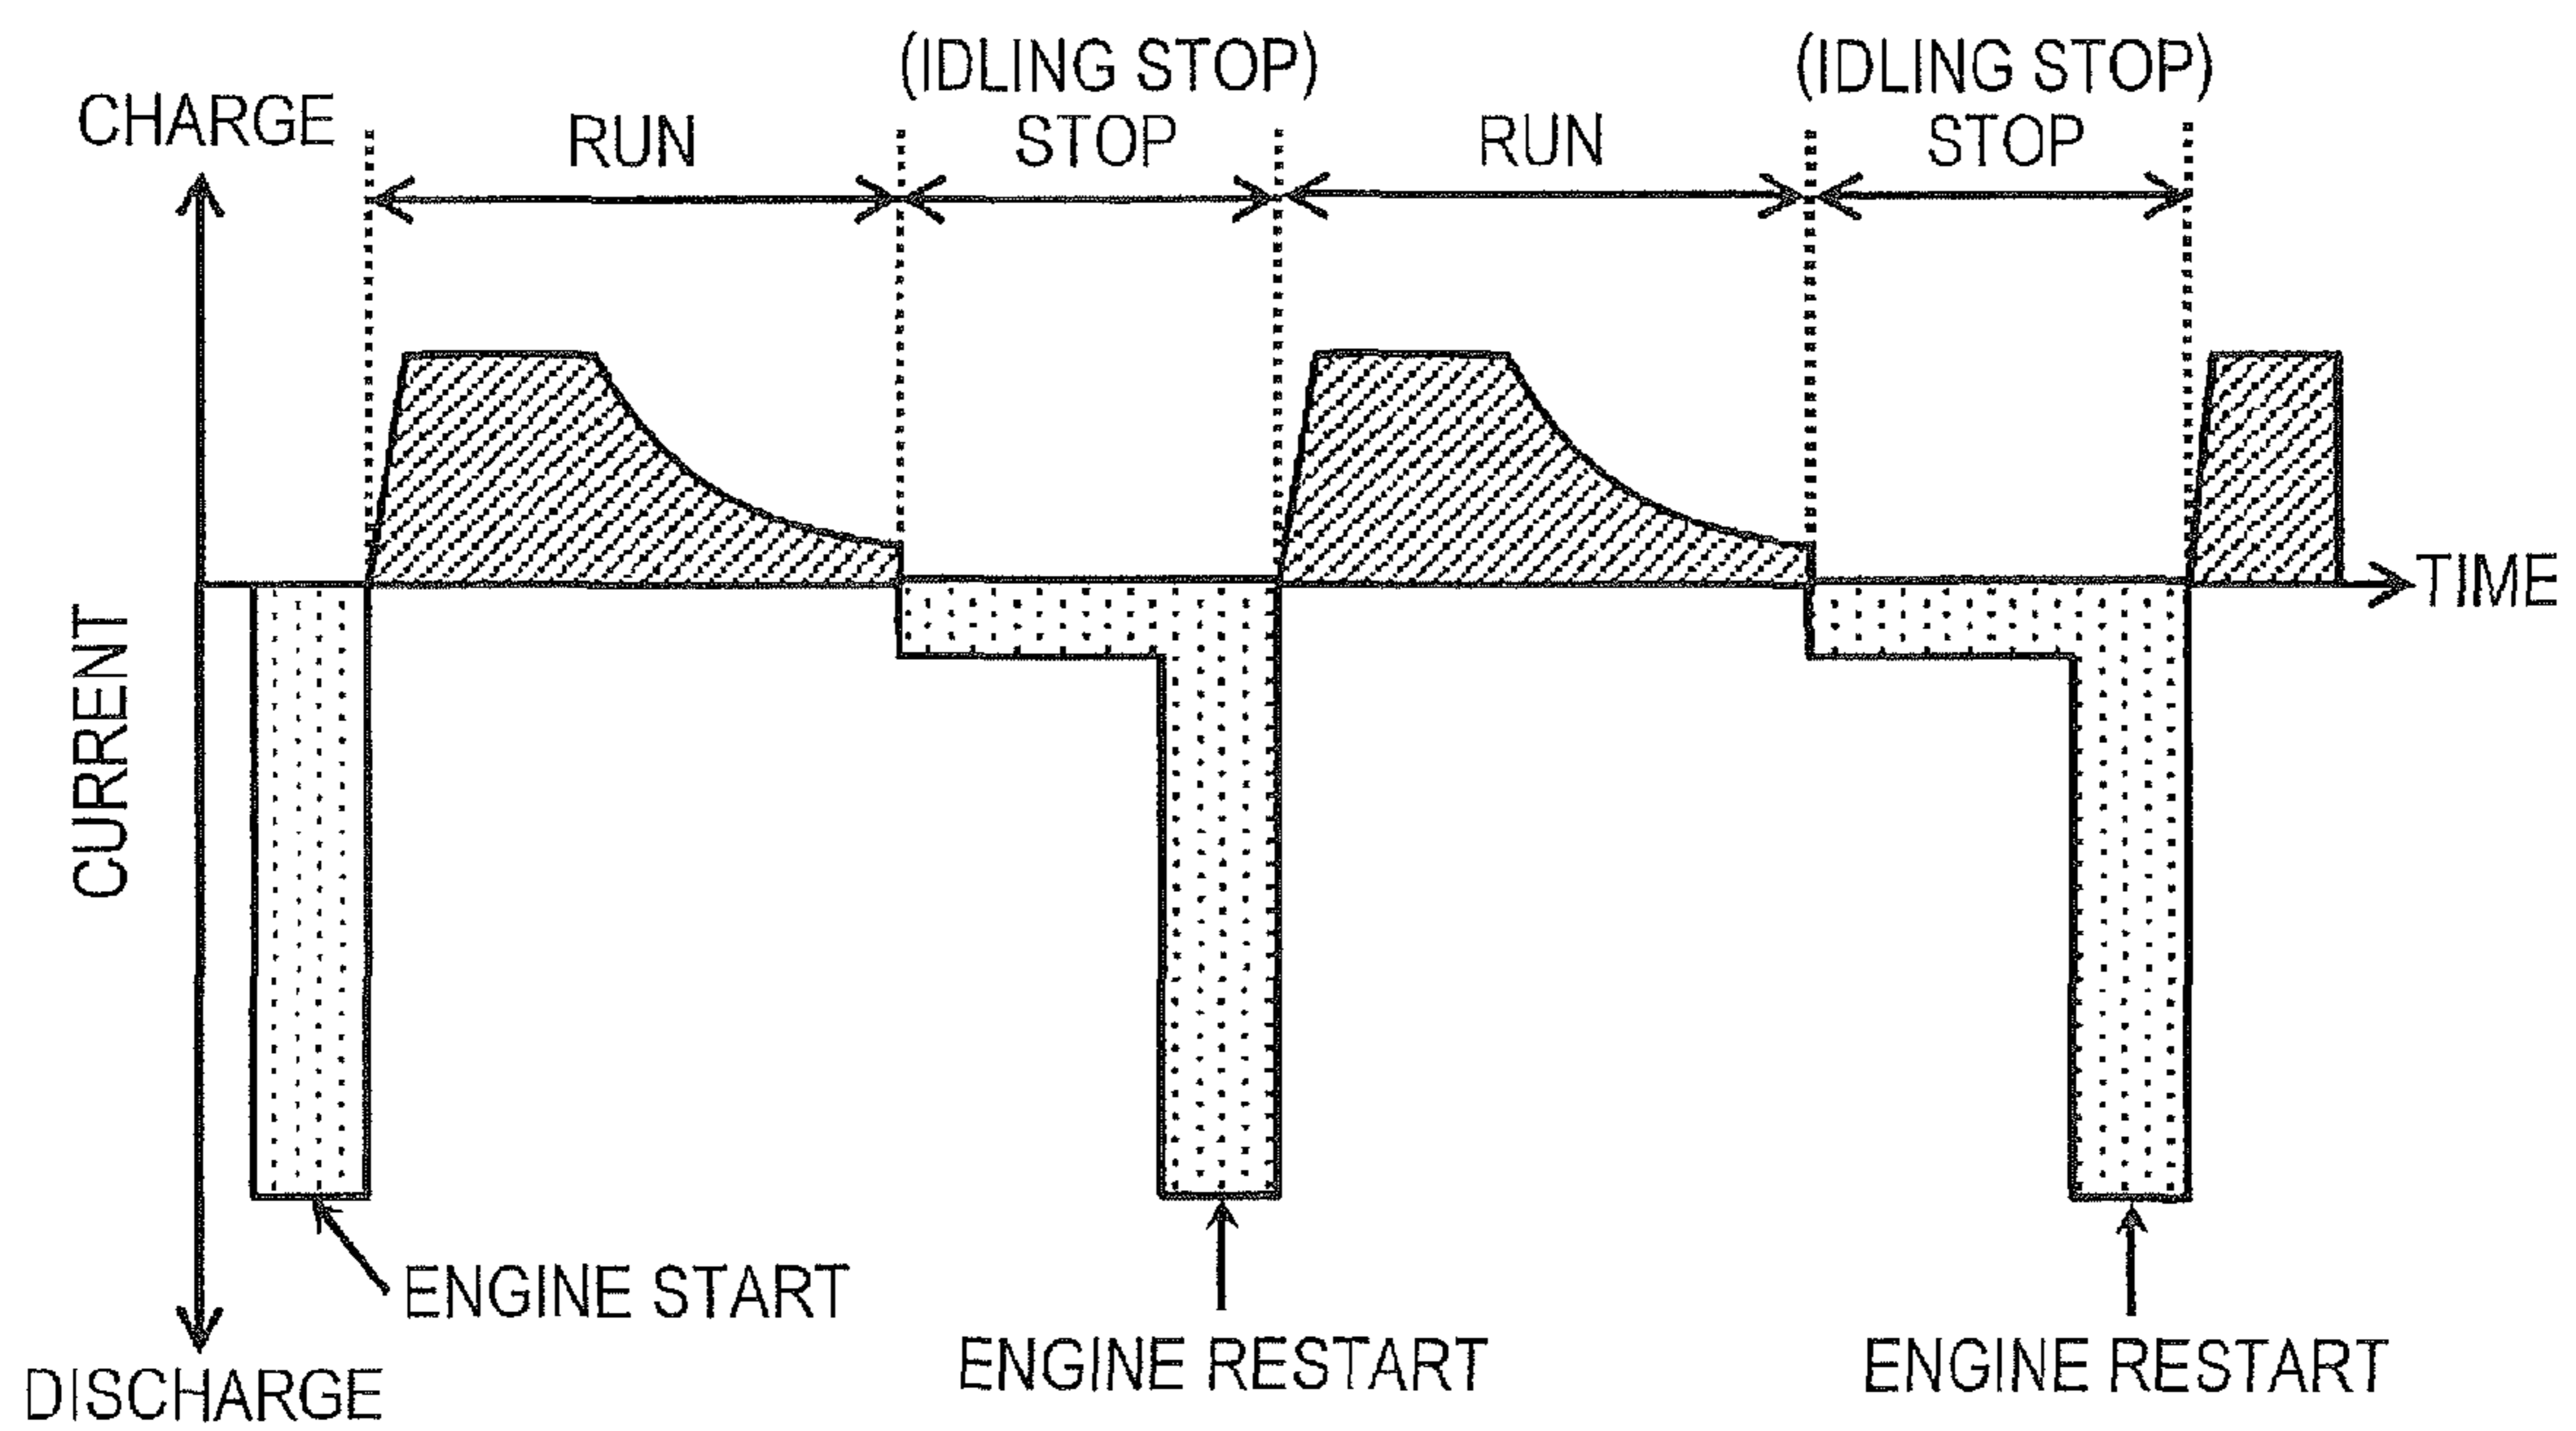 (IDLING STOP)
(IDLING STOP)
CHARGE
RUN
STOP
RUN
STOP
TIME
CURRENT
ENGINE START
ENGINE RESTART
ENGINE RESTART
DISCHARGE